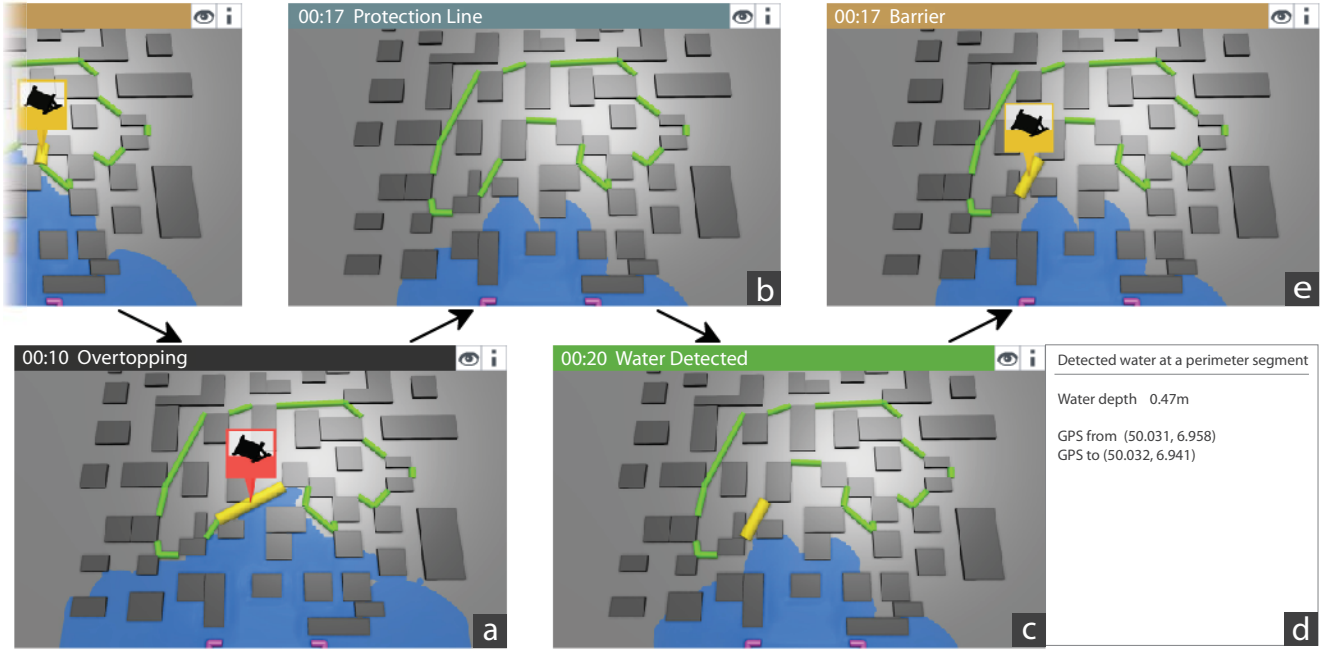 00:17 Protection Line
i
i
b
00:17 Barrier
i
e
00:10 Overtopping
i
a
00:20 Water Detected
i
c
Detected water at a perimeter segment
Water depth 0.47m
GPS from (50.031, 6.958)
GPS to (50.032, 6.941)
d